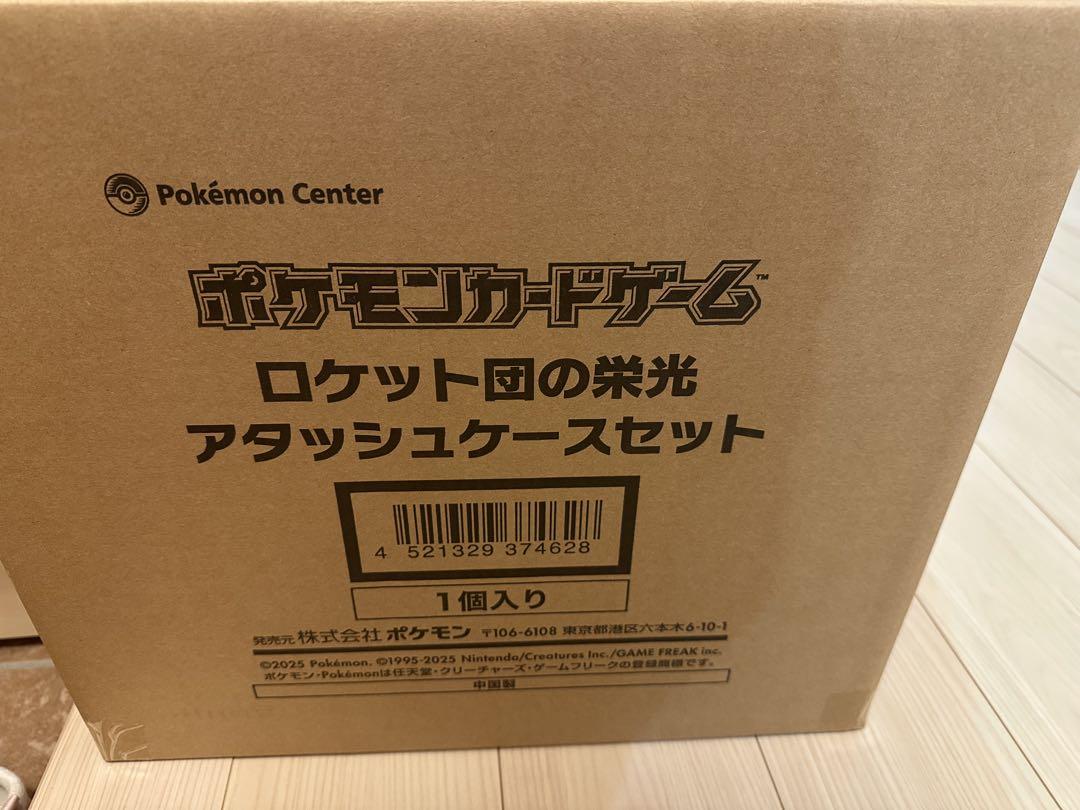 Pokémon Center
ポケモンカードゲーム™
ロケット団の栄光
アタッシュケースセット
4 521329 374628
1個入り
発売元 株式会社 ポケモン 〒106-6108 東京都港区六本木6-10-1
©2025 Pokémon. ©1995-2025 Nintendo/Creatures Inc./GAME FREAK inc.
ポケモン・Pokémonは任天堂・クリーチャーズ・ゲームフリークの登録商標です。
中国製